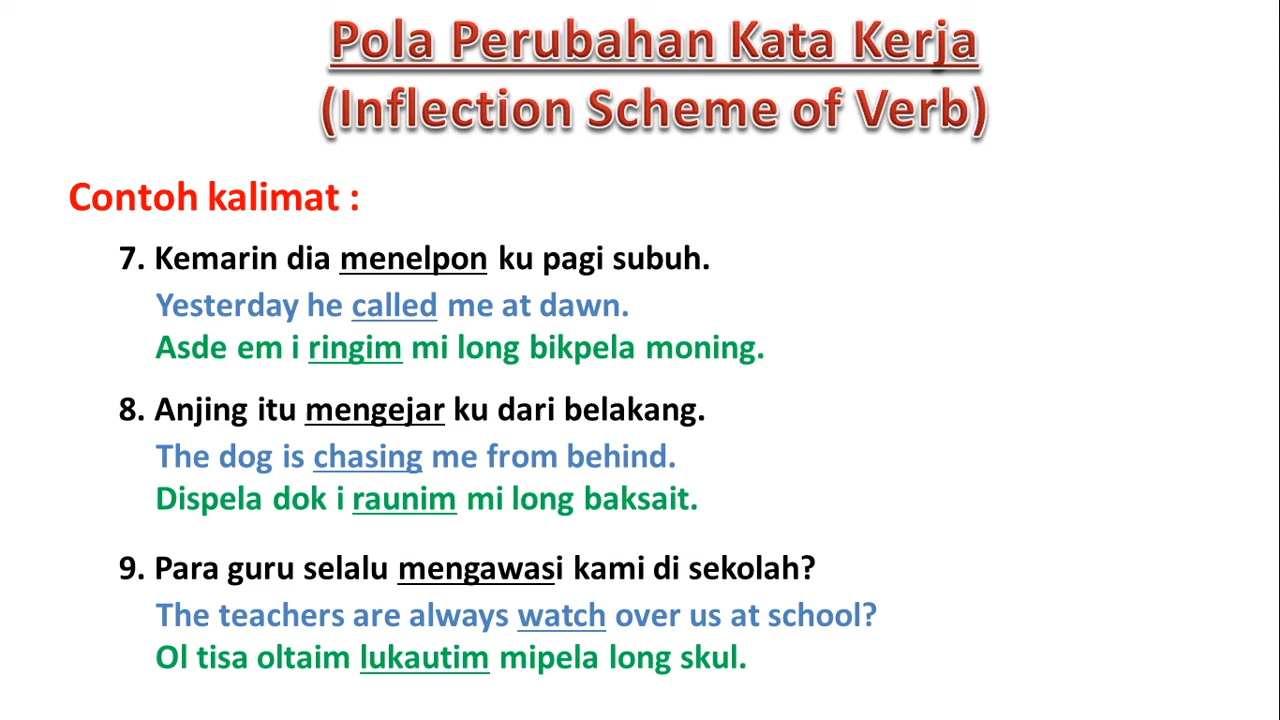 Pola Perubahan Kata Kerja
(Inflection Scheme of Verb)
Contoh kalimat :
7. Kemarin dia menelpon ku pagi subuh.
Yesterday he called me at dawn.
Asde em i ringim mi long bikpela moning.
8. Anjing itu mengejar ku dari belakang.
The dog is chasing me from behind.
Dispela dok i raunim mi long baksait.
9. Para guru selalu mengawasi kami di sekolah?
The teachers are always watch over us at school?
Ol tisa oltaim lukautim mipela long skul.